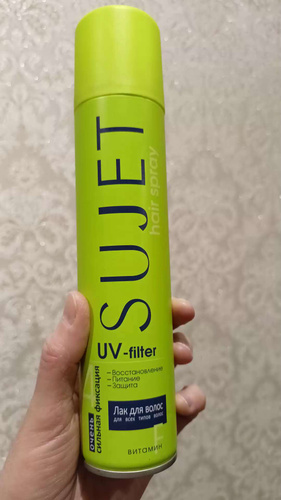 SUJET
hair spray
UV-filter
– Восстановление
– Питание
– Защита
очень
сильная фиксация
Лак для волос
для всех типов волос
витамин